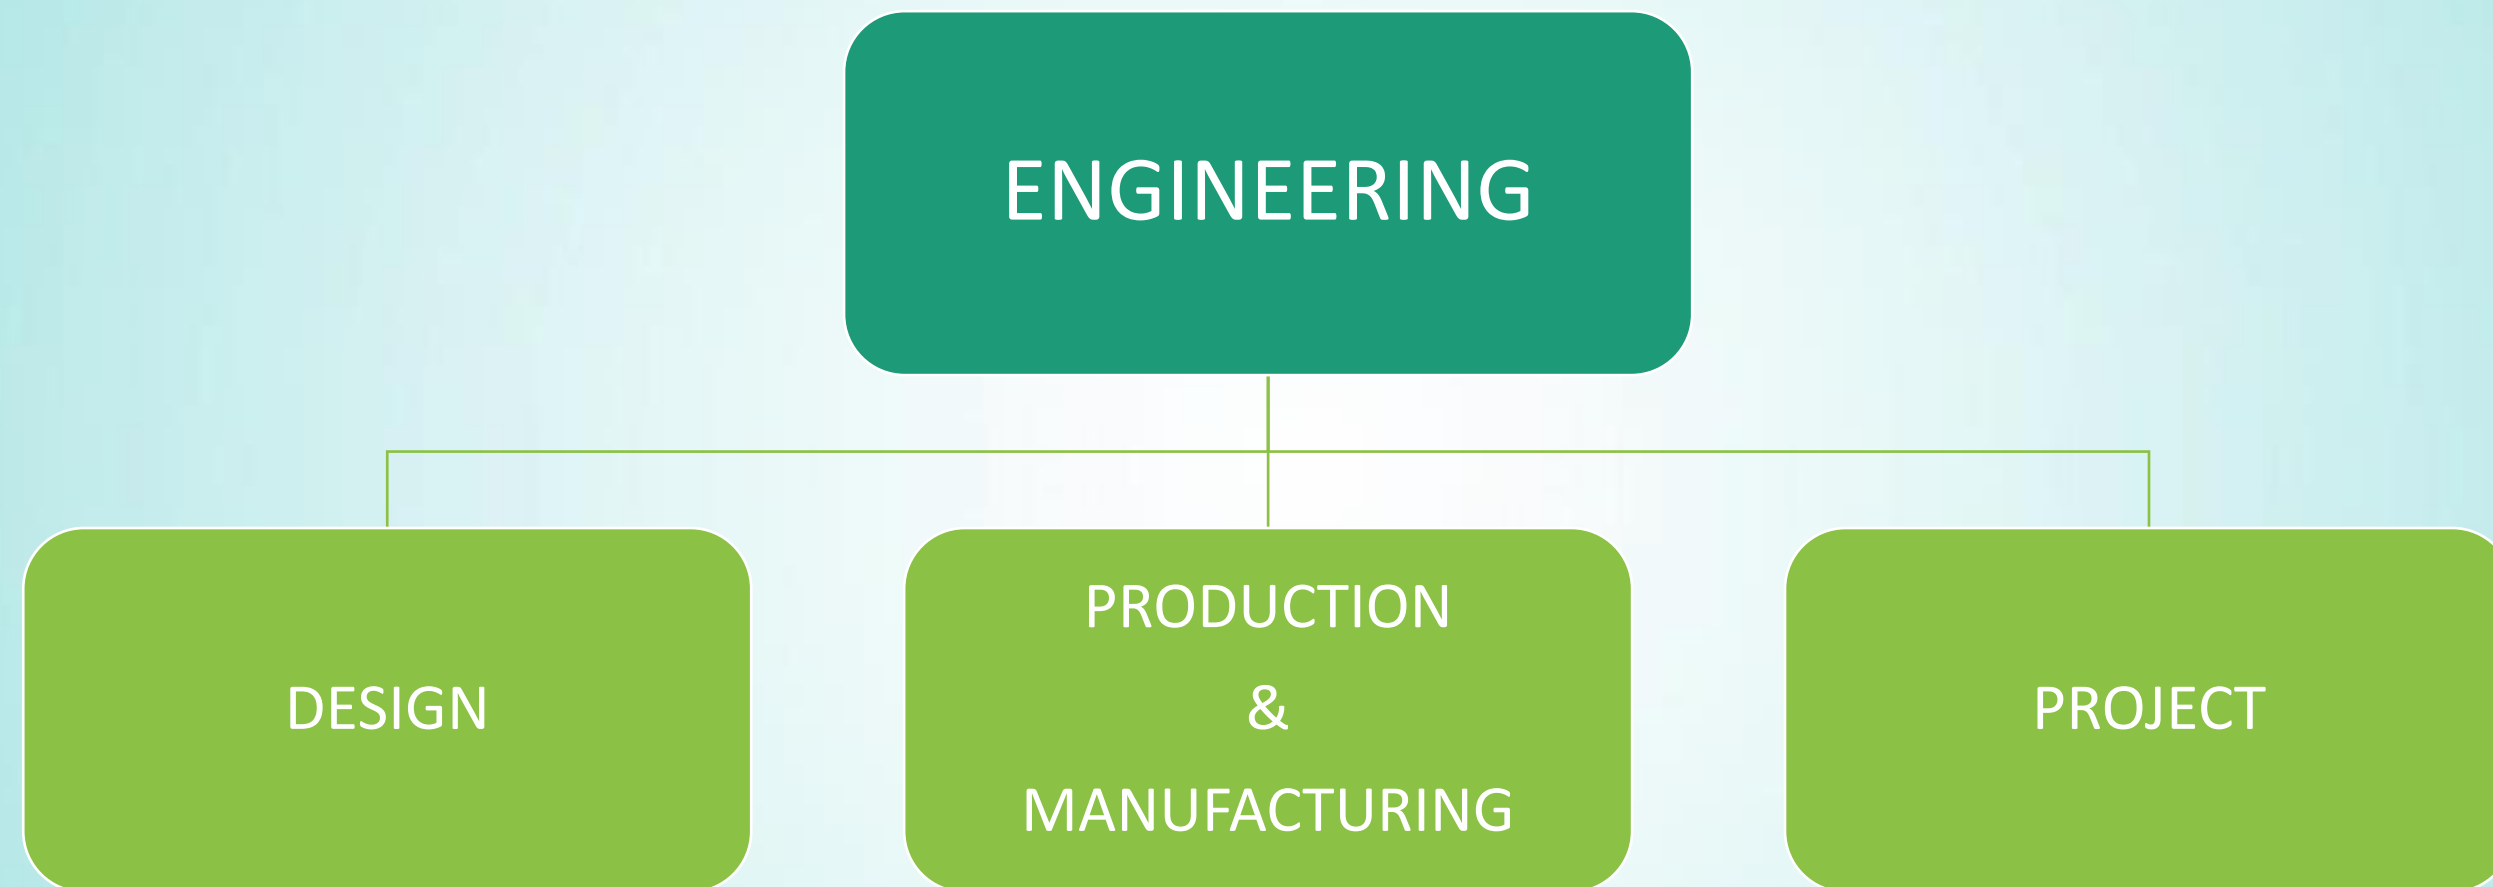 ENGINEERING
DESIGN
PRODUCTION
&
MANUFACTURING
PROJECT